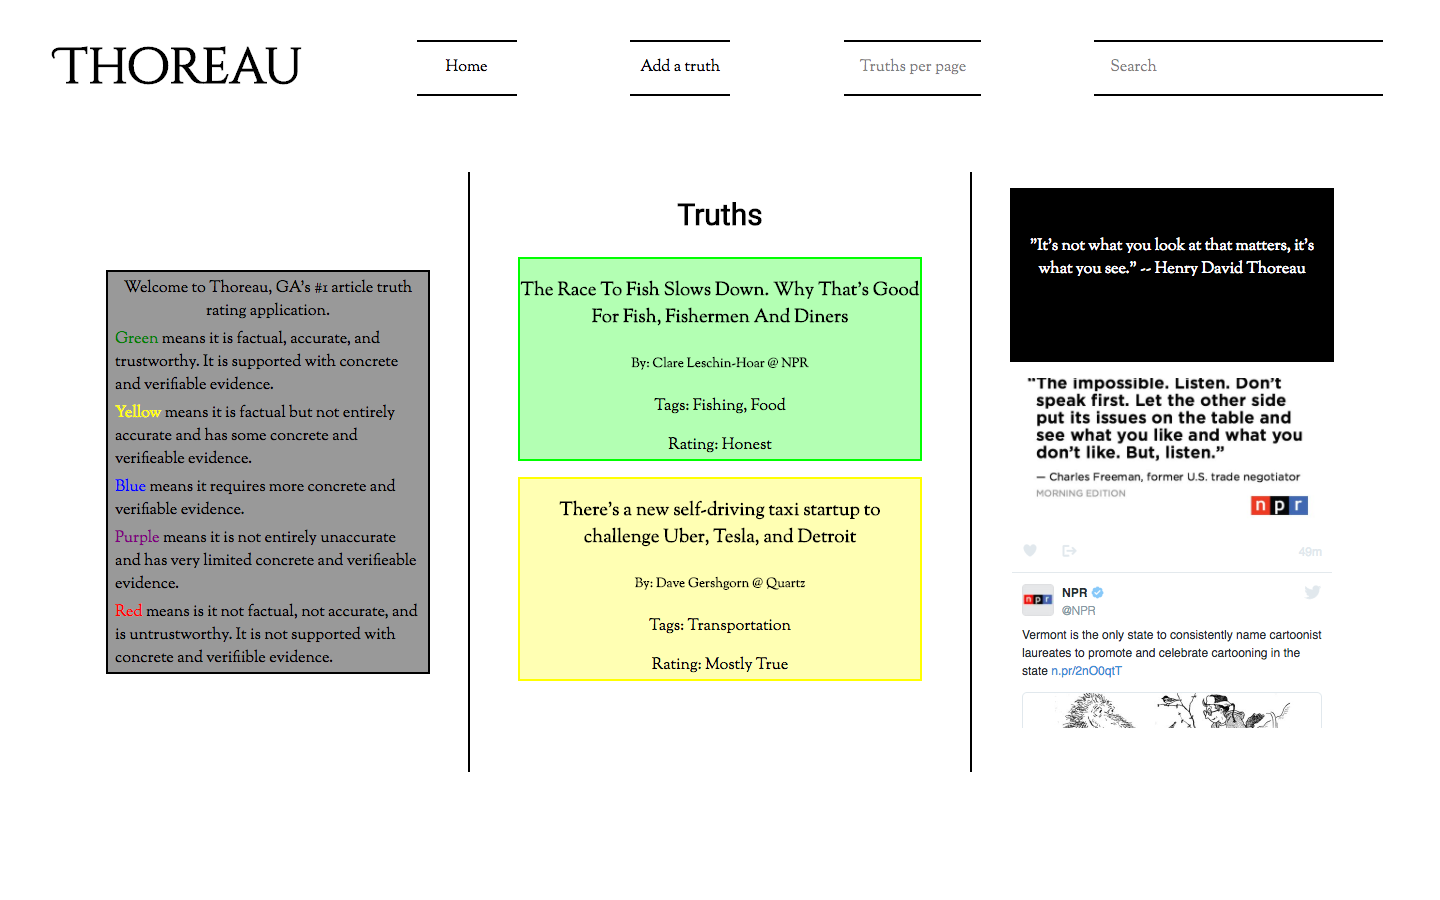 THOREAU
Home
Add a truth
Truths per page
Search
Welcome to Thoreau, GA's #1 article truth
rating application.
Green means it is factual, accurate, and
trustworthy. It is supported with concrete
and verifiable evidence.
Yellow means it is factual but not entirely
accurate and has some concrete and
verifieable evidence.
Blue means it requires more concrete and
verifiable evidence.
Purple means it is not entirely unaccurate
and has very limited concrete and verifieable
evidence.
Red means is it not factual, not accurate, and
is untrustworthy. It is not supported with
concrete and verifiible evidence.
Truths
The Race To Fish Slows Down. Why That's Good
For Fish, Fishermen And Diners
By: Clare Leschin-Hoar @ NPR
Tags: Fishing, Food
Rating: Honest
There's a new self-driving taxi startup to
challenge Uber, Tesla, and Detroit
By: Dave Gershgorn @ Quartz
Tags: Transportation
Rating: Mostly True
"It's not what you look at that matters, it's
what you see." -- Henry David Thoreau
"The impossible. Listen. Don't
speak first. Let the other side
put its issues on the table and
see what you like and what you
don't like. But, listen."
— Charles Freeman, former U.S. trade negotiator
MORNING EDITION
npr
49m
npr
NPR
@NPR
Vermont is the only state to consistently name cartoonist
laureates to promote and celebrate cartooning in the
state n.pr/2nO0qtT